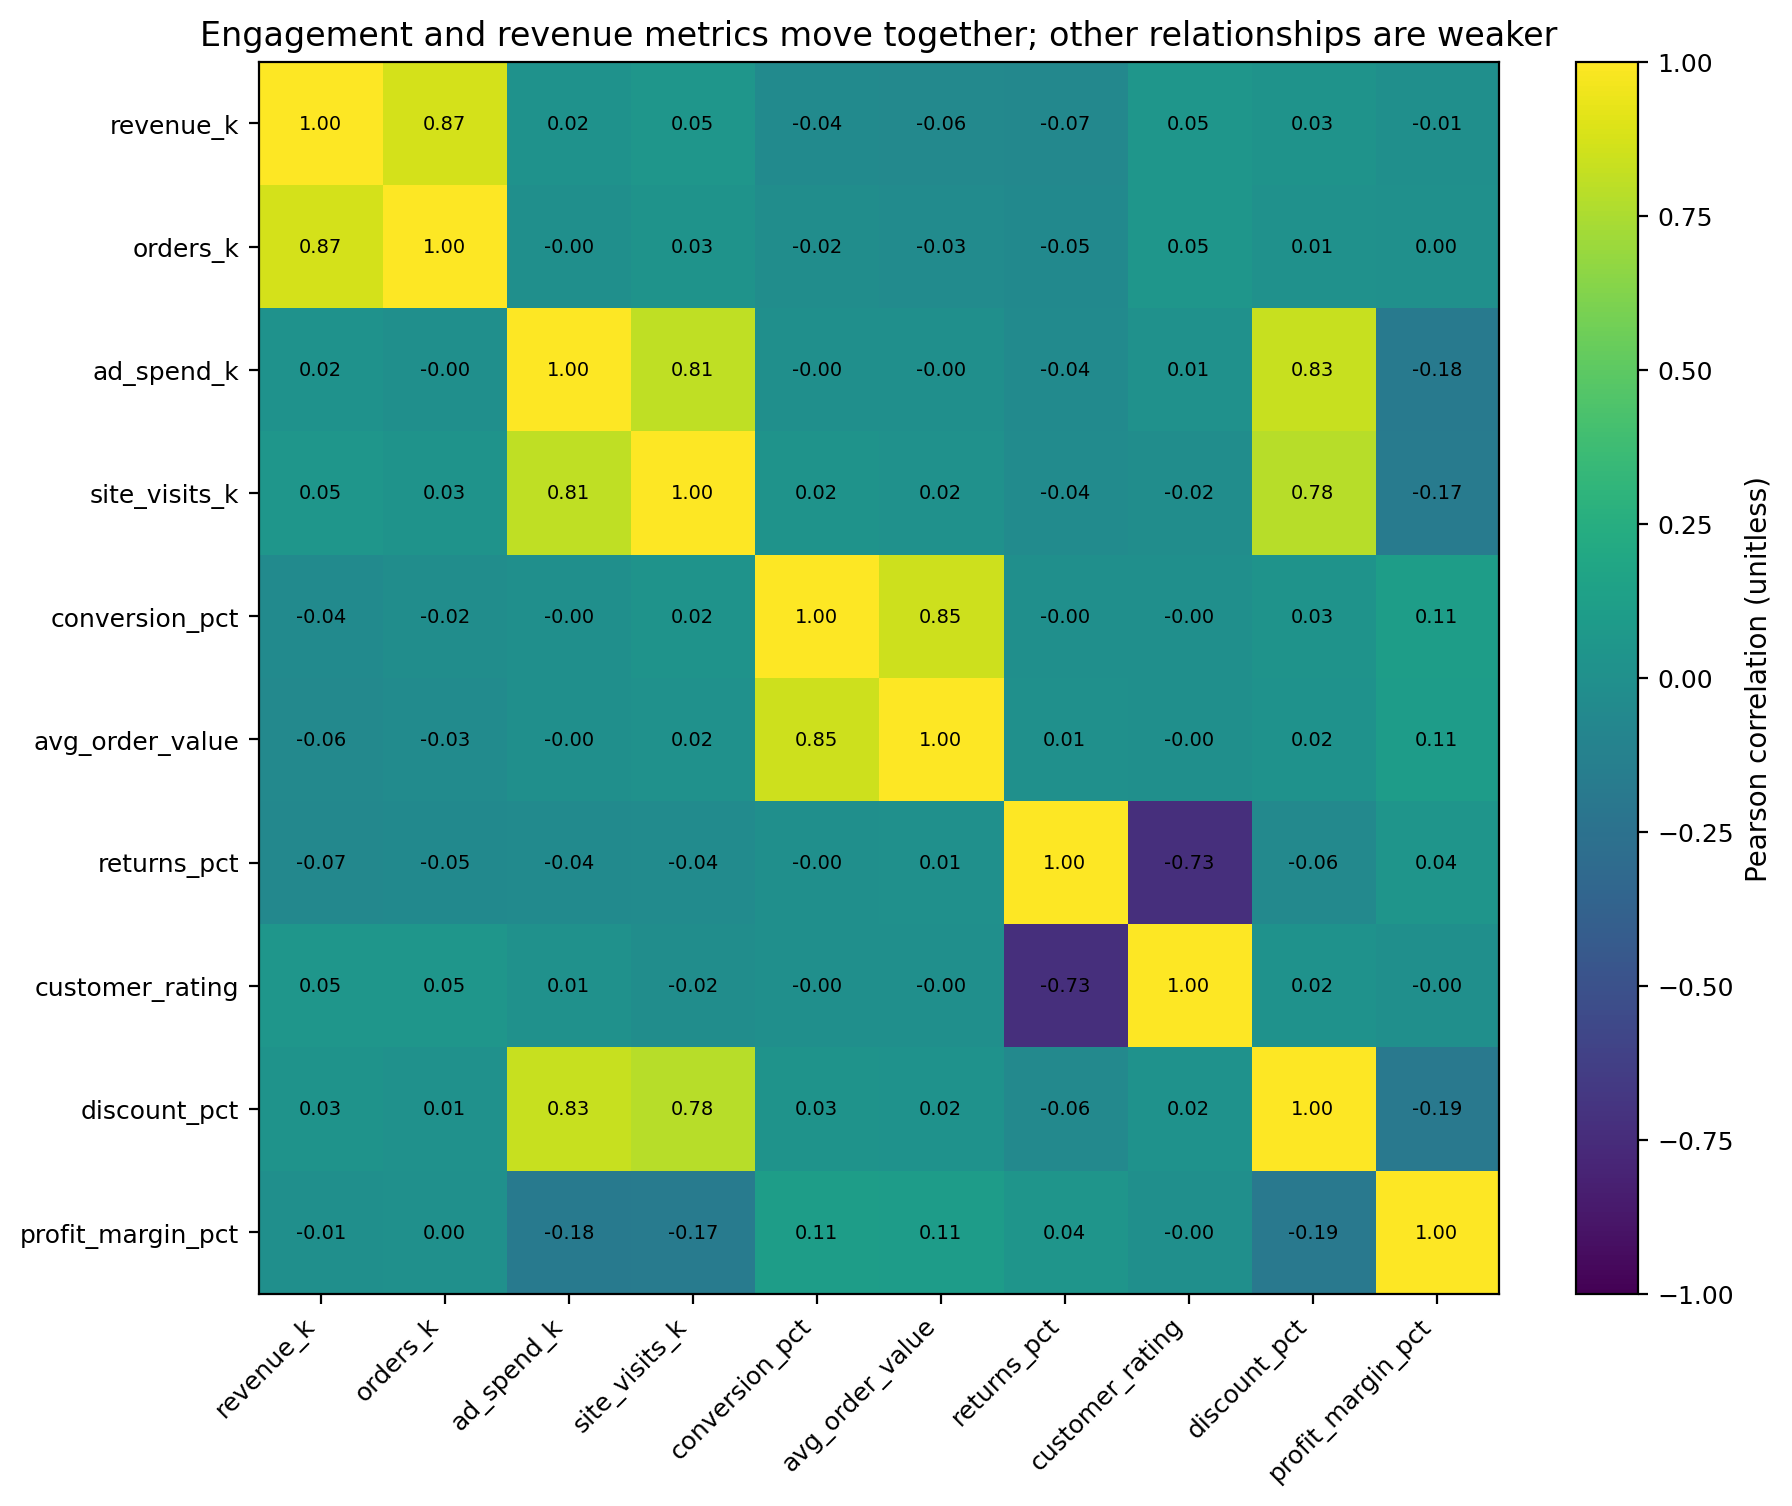 Engagement and revenue metrics move together; other relationships are weaker
revenue_k 1.00 0.87 0.02 0.05 -0.04 -0.06 -0.07 0.05 0.03 -0.01
orders_k 0.87 1.00 -0.00 0.03 -0.02 -0.03 -0.05 0.05 0.01 0.00
ad_spend_k 0.02 -0.00 1.00 0.81 -0.00 -0.00 -0.04 0.01 0.83 -0.18
site_visits_k 0.05 0.03 0.81 1.00 0.02 0.02 -0.04 -0.02 0.78 -0.17
conversion_pct -0.04 -0.02 -0.00 0.02 1.00 0.85 -0.00 -0.00 0.03 0.11
avg_order_value -0.06 -0.03 -0.00 0.02 0.85 1.00 0.01 -0.00 0.02 0.11
returns_pct -0.07 -0.05 -0.04 -0.04 -0.00 0.01 1.00 -0.73 -0.06 0.04
customer_rating 0.05 0.05 0.01 -0.02 -0.00 -0.00 -0.73 1.00 0.02 -0.00
discount_pct 0.03 0.01 0.83 0.78 0.03 0.02 -0.06 0.02 1.00 -0.19
profit_margin_pct -0.01 0.00 -0.18 -0.17 0.11 0.11 0.04 -0.00 -0.19 1.00
revenue_k
orders_k
ad_spend_k
site_visits_k
conversion_pct
avg_order_value
returns_pct
customer_rating
discount_pct
profit_margin_pct
1.00
0.75
0.50
0.25
0.00
−0.25
−0.50
−0.75
−1.00
Pearson correlation (unitless)